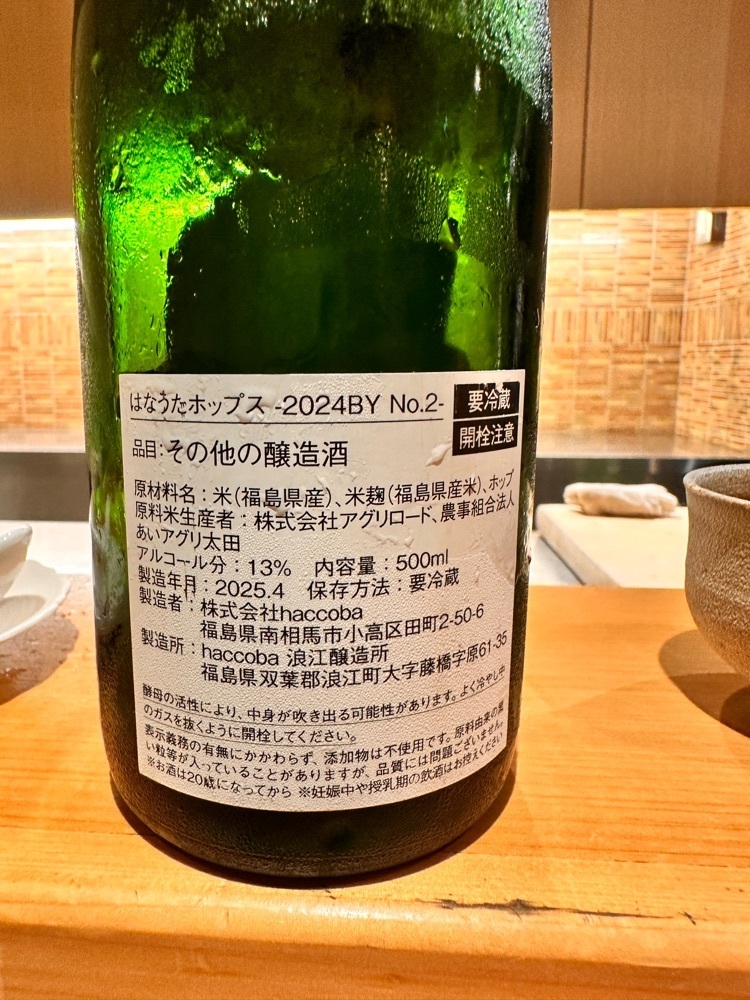 はなうたホップス -2024BY No.2-
要冷蔵
開栓注意
品目：その他の醸造酒
原材料名：米（福島県産）、米麹（福島県産米）、ホップ
原料米生産者：株式会社アグリロード、農事組合法人
あいアグリ太田
アルコール分：13%　内容量：500ml
製造年月：2025.4　保存方法：要冷蔵
製造者：株式会社haccoba
福島県南相馬市小高区田町2-50-6
製造所：haccoba 浪江醸造所
福島県双葉郡浪江町大字藤橋字原61-35
酵母の活性により、中身が吹き出る可能性があります。よく冷やし中
のガスを抜くように開栓してください。
表示義務の有無にかかわらず、添加物は不使用です。原料由来の黒
い粒等が入っていることがありますが、品質には問題ございません。
※お酒は20歳になってから ※妊娠中や授乳期の飲酒はお控えください